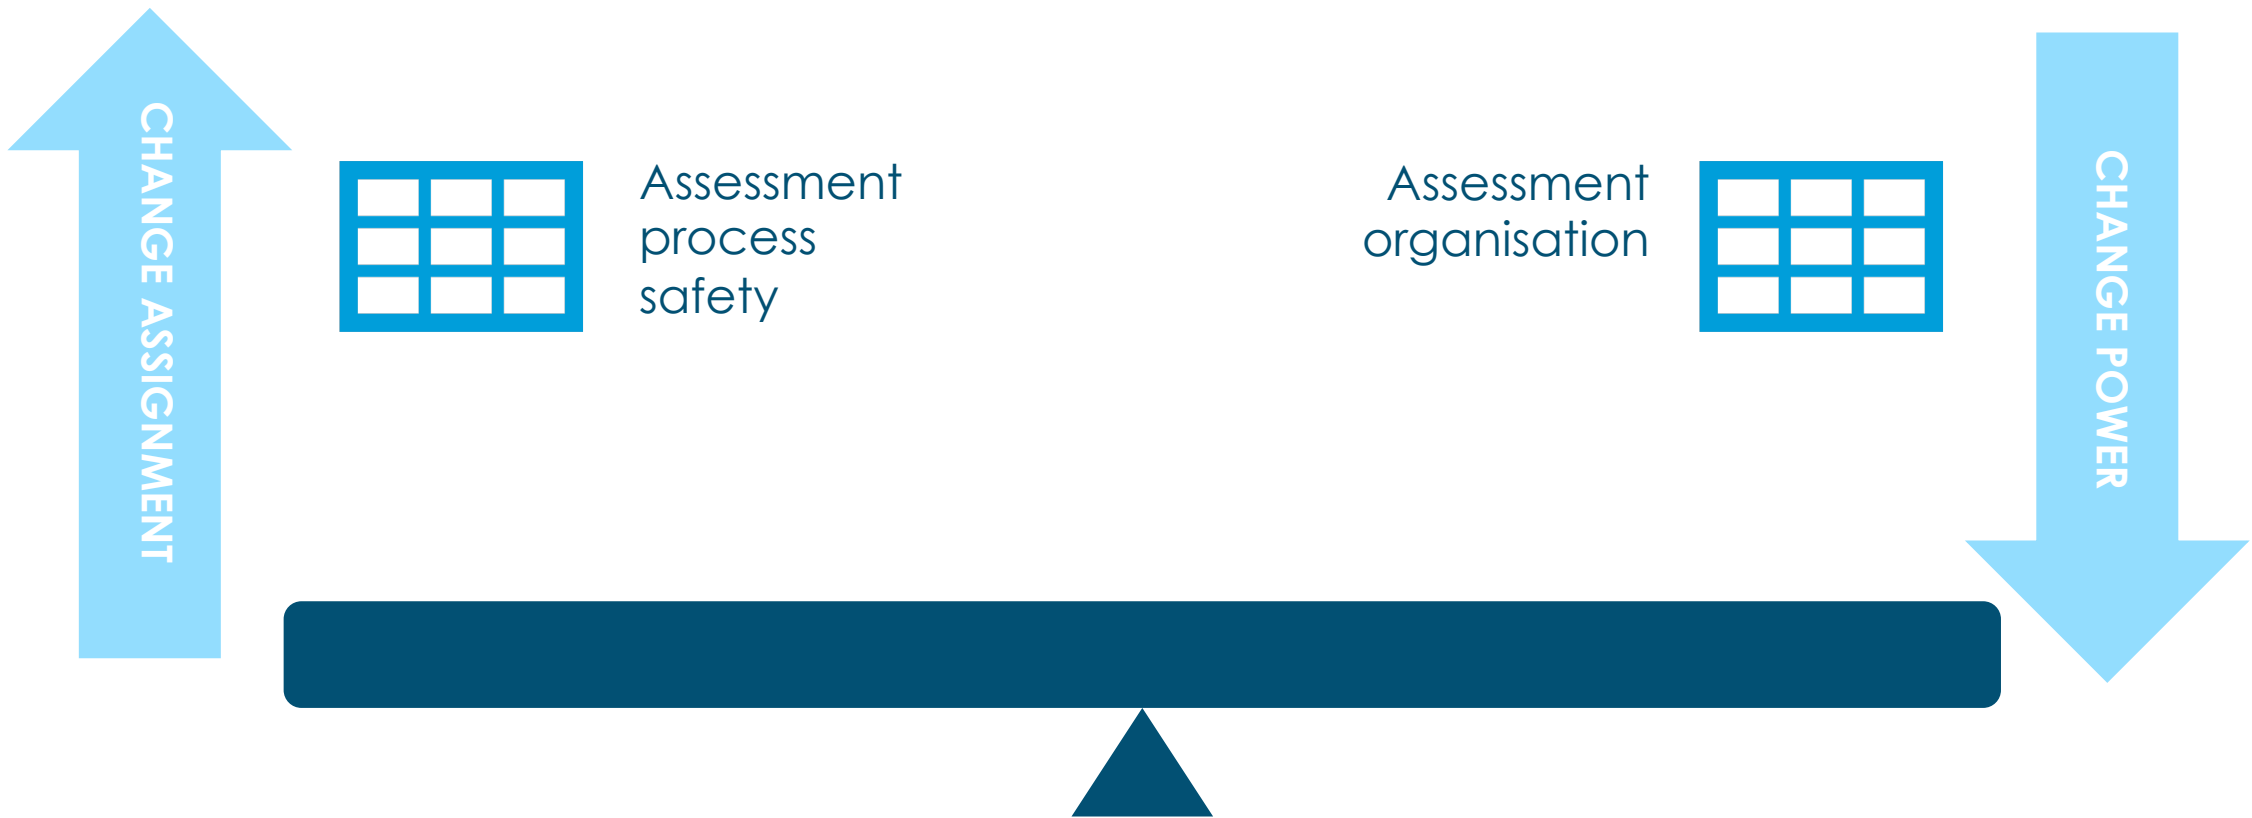 CHANGE ASSIGNMENT
Assessment
process
safety
Assessment
organisation
CHANGE POWER